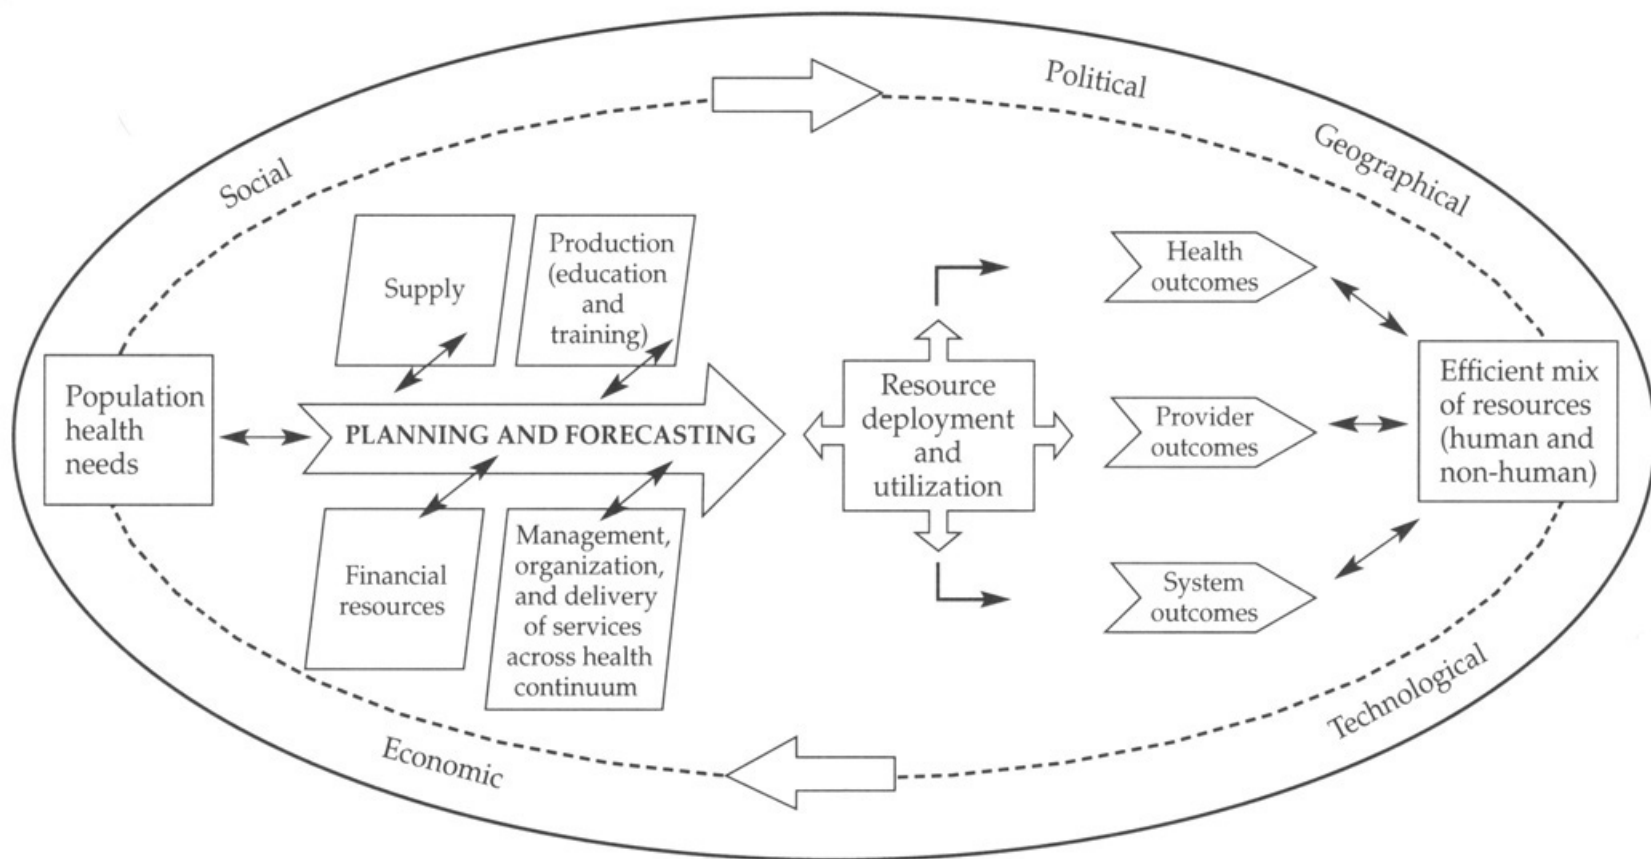 Political
Geographical
Social
Supply
Production
(education
and
training)
Health
outcomes
Population
health
needs
PLANNING AND FORECASTING
Resource
deployment
and
utilization
Provider
outcomes
Efficient mix
of resources
(human and
non-human)
Financial
resources
Management,
organization,
and delivery
of services
across health
continuum
System
outcomes
Technological
Economic